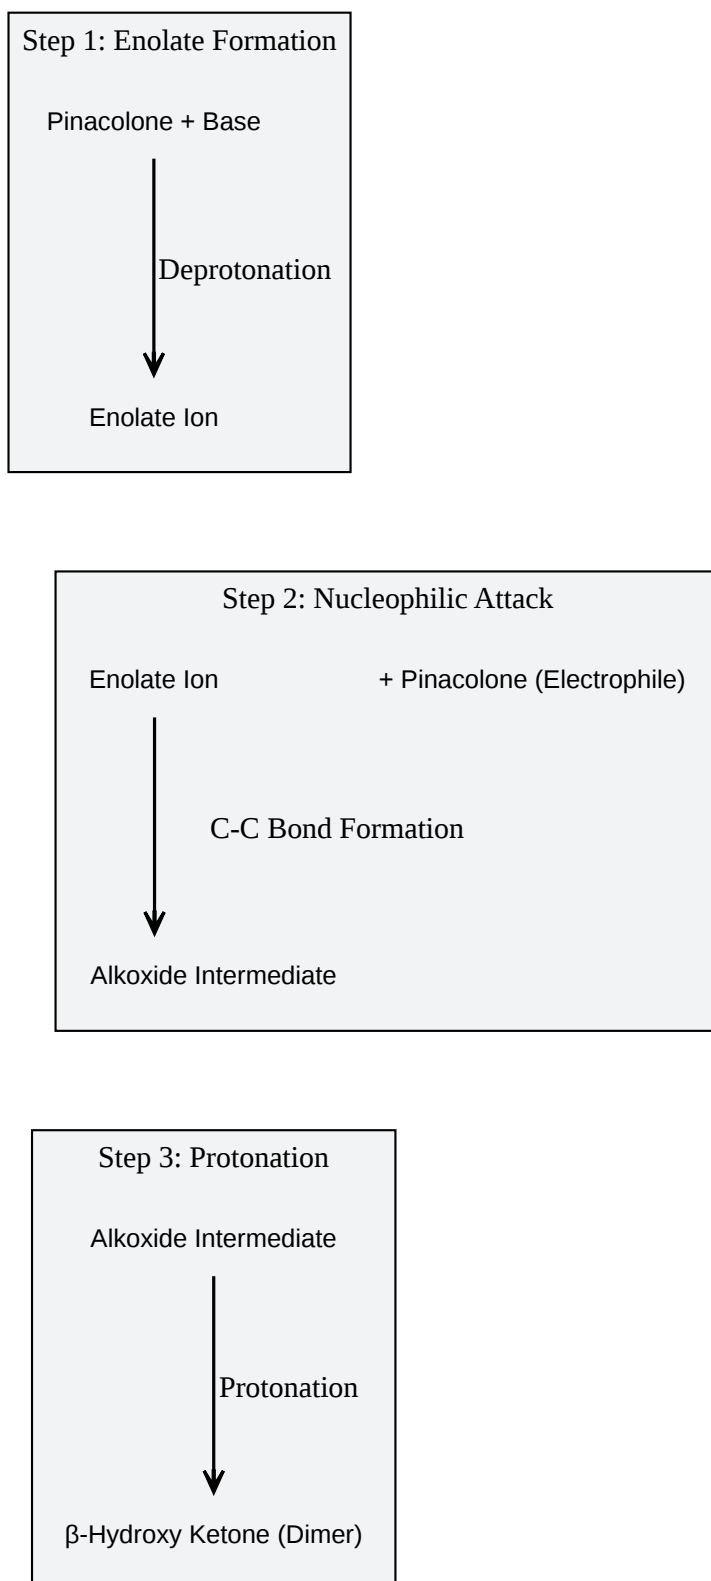 Step 1: Enolate Formation
Pinacolone + Base
Deprotonation
Enolate Ion
Step 2: Nucleophilic Attack
Enolate Ion + Pinacolone (Electrophile)
C-C Bond Formation
Alkoxide Intermediate
Step 3: Protonation
Alkoxide Intermediate
Protonation
β-Hydroxy Ketone (Dimer)